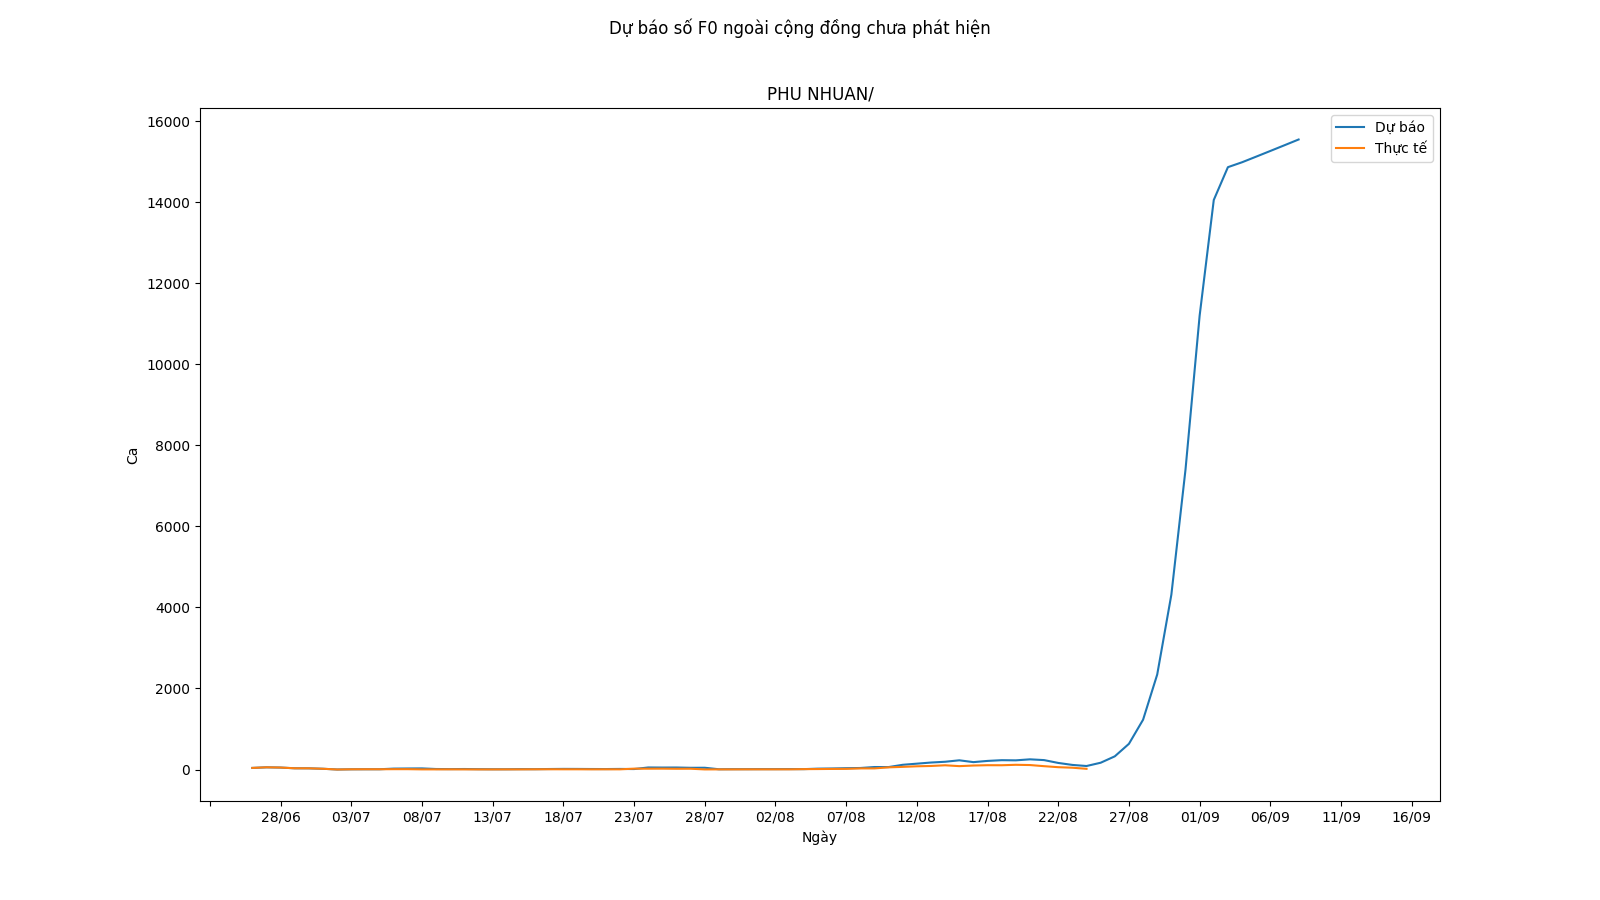 Dự báo số F0 ngoài cộng đồng chưa phát hiện
PHU NHUAN/
Dự báo
Thực tế
16000
14000
12000
10000
8000
6000
4000
2000
0
Ca
28/06 03/07 08/07 13/07 18/07 23/07 28/07 02/08 07/08 12/08 17/08 22/08 27/08 01/09 06/09 11/09 16/09
Ngày